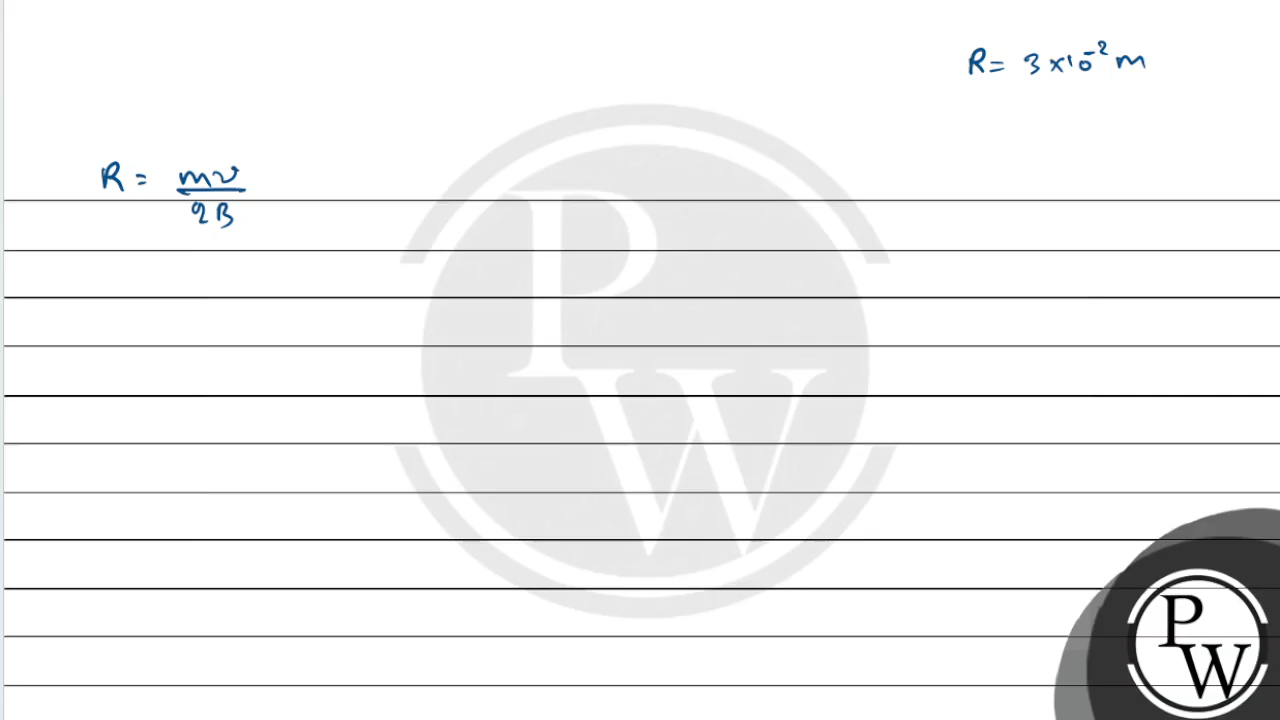 R = 3 × 10⁻² m
R = mv / qB
P W
P W